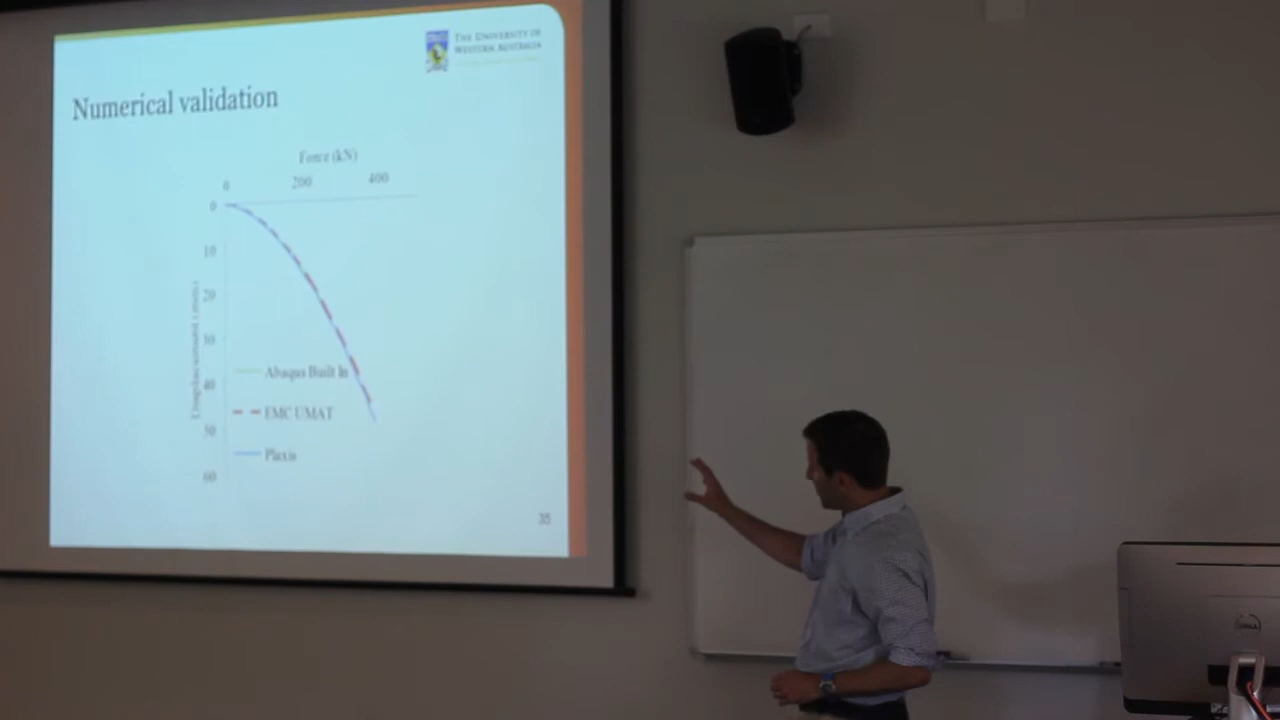 THE UNIVERSITY OF
WESTERN AUSTRALIA
Numerical validation
Force (kN)
0 200 400
0
10
20
30
40
50
60
Abaqus Built In
EMC UMAT
Plaxis
35
DELL